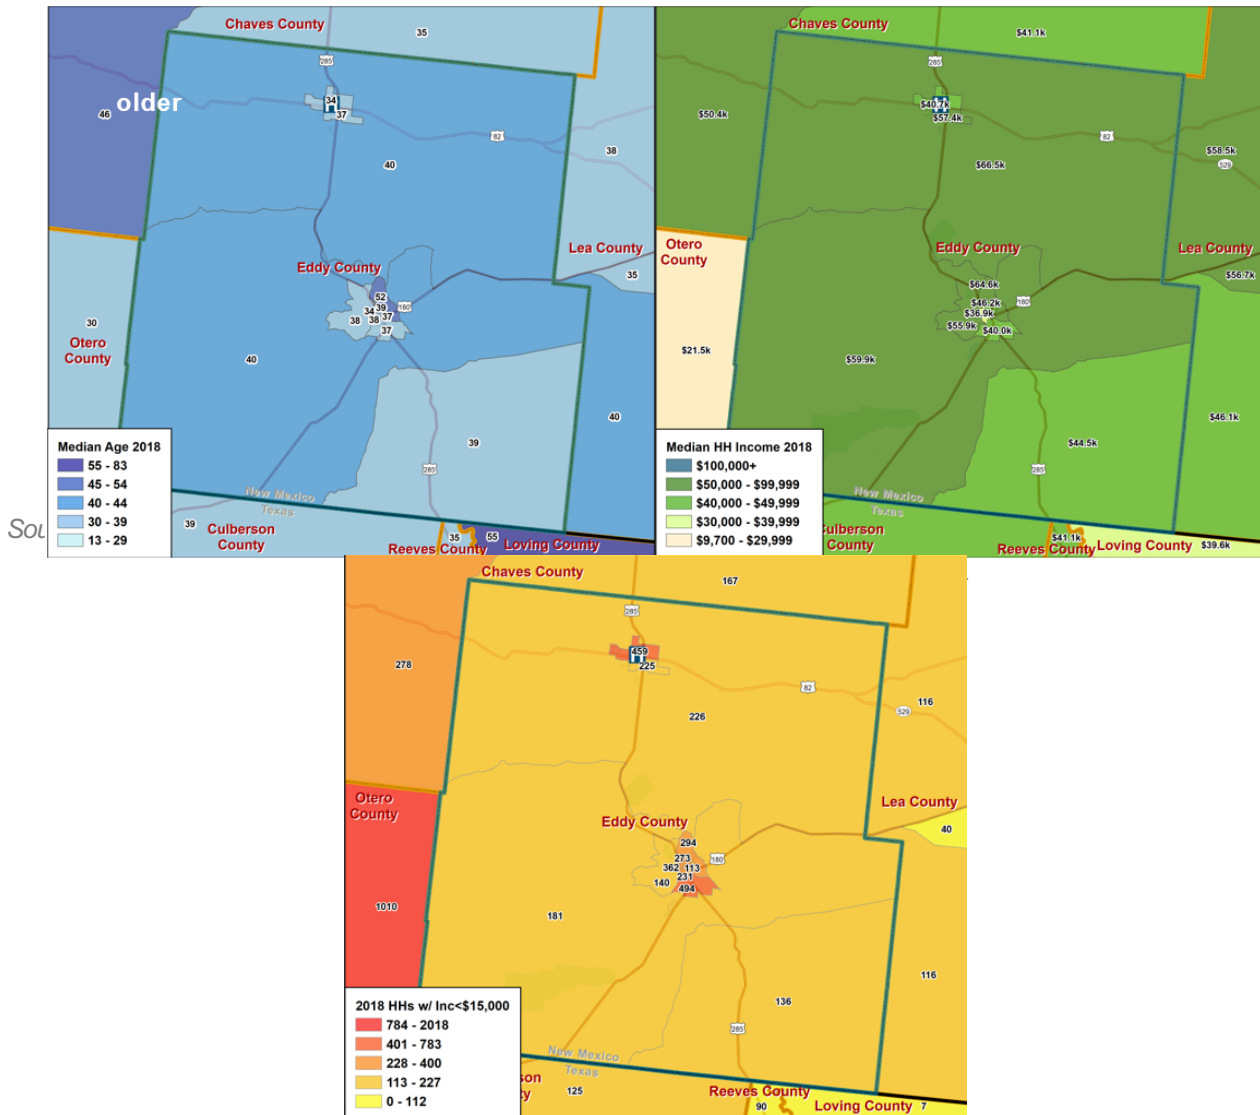 Chaves County
35
285
46
older
34
37
82
40
38
Lea County
Eddy County
35
52
180
39
34
37
38
38
37
30
Otero
County
40
40
39
285
Median Age 2018
55 - 83
45 - 54
40 - 44
30 - 39
13 - 29
New Mexico
Texas
39
Culberson
County
Reeves County
35
55
Loving County
Sou
Chaves County
$41.1k
285
$50.4k
$40.7k
$57.4k
82
$58.5k
529
$66.5k
Otero
County
Eddy County
Lea County
$56.7k
$64.6k
180
$46.2k
$36.9k
$55.9k
$40.0k
$21.5k
$59.9k
$46.1k
$44.5k
285
Median HH Income 2018
$100,000+
$50,000 - $99,999
$40,000 - $49,999
$30,000 - $39,999
$9,700 - $29,999
New Mexico
Texas
Culberson
County
$41.1k
Reeves County
Loving County
$39.6k
Chaves County
167
285
459
225
278
82
116
529
226
Otero
County
Lea County
Eddy County
40
294
273
180
362
113
231
140
494
1010
181
116
136
285
2018 HHs w/ Inc<$15,000
784 - 2018
401 - 783
228 - 400
113 - 227
0 - 112
New Mexico
Texas
son
ty
125
Reeves County
90
Loving County
7